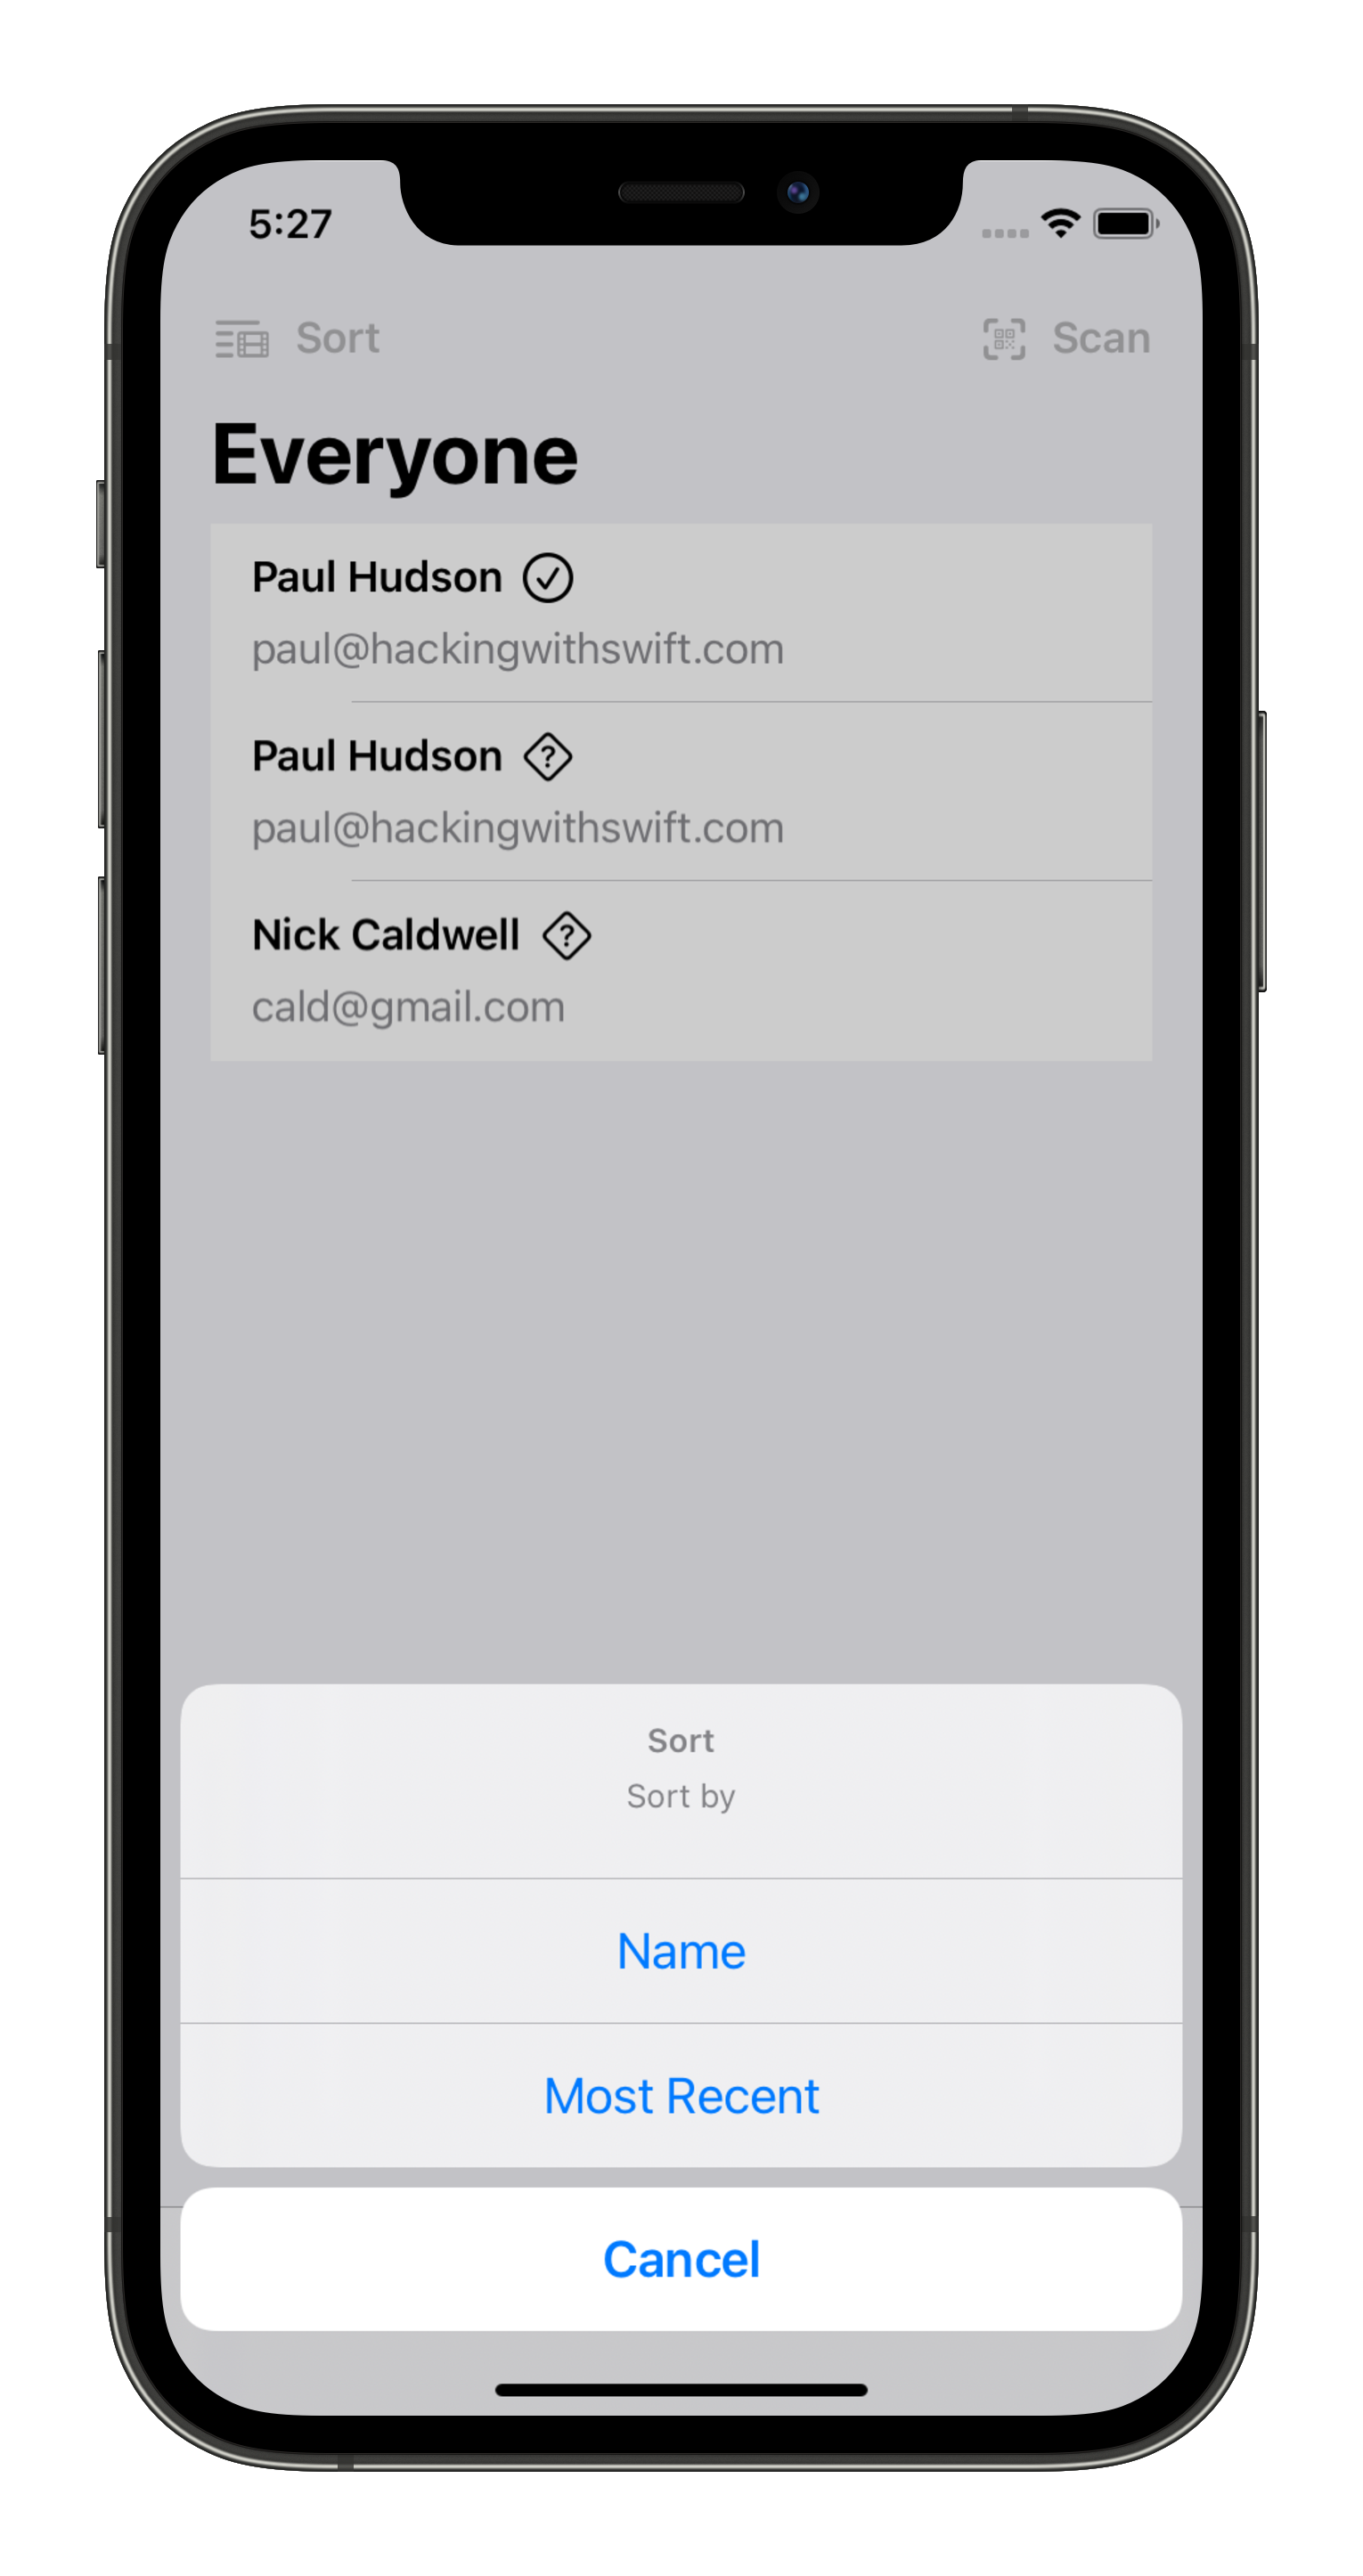 5:27
Sort
Scan
Everyone
Paul Hudson
paul@hackingwithswift.com
Paul Hudson
?
paul@hackingwithswift.com
Nick Caldwell
?
cald@gmail.com
Sort
Sort by
Name
Most Recent
Cancel